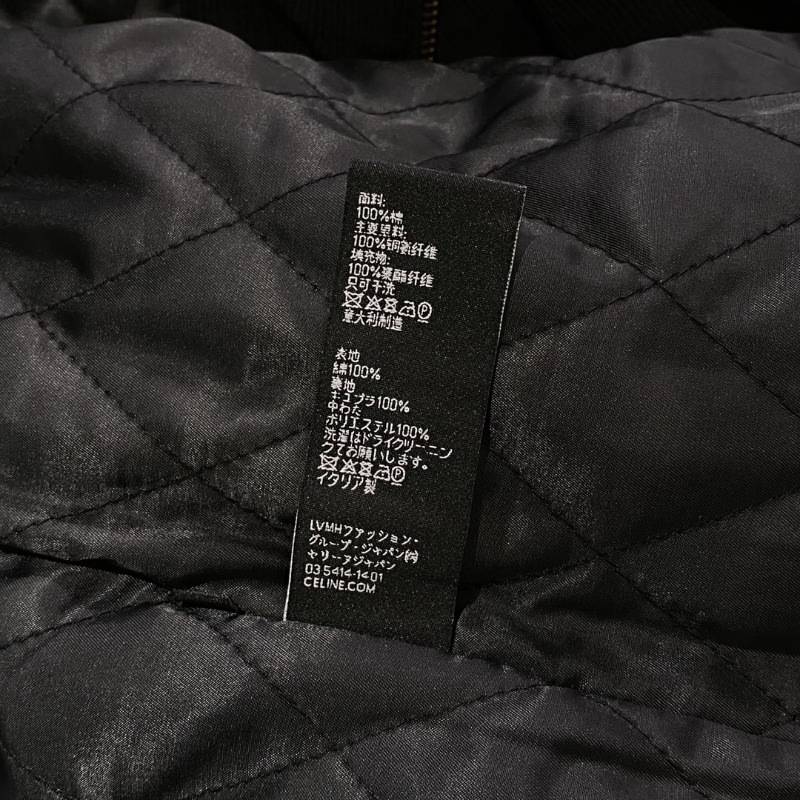 面料:
100%棉
主要里料:
100%铜氨纤维
填充物:
100%聚酯纤维
只可干洗
意大利制造
表地
綿100%
裏地
キュプラ100%
中わた
ポリエステル100%
洗濯はドライクリーニン
グてお願いします。
イタリア製
LVMHファッション・
グループ・ジャパン㈱
セリーヌジャパン
03 5414-1401
CELINE.COM